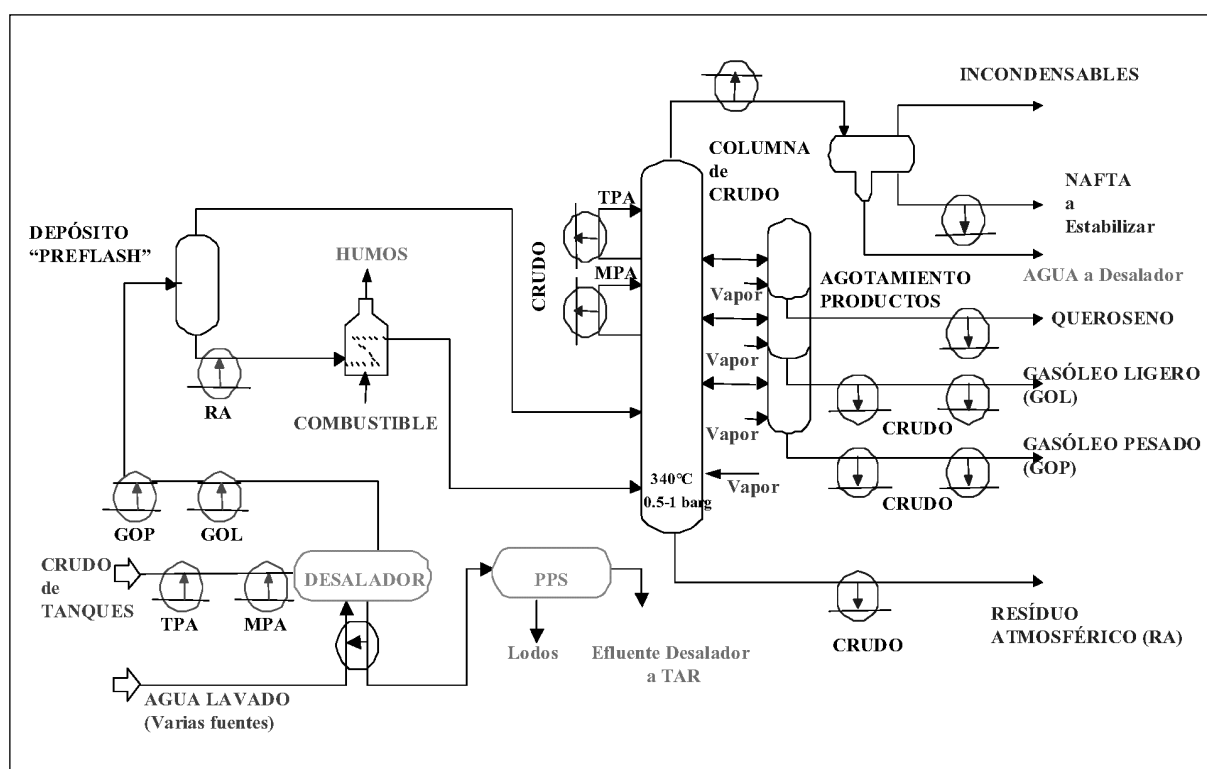 INCONDENSABLES
COLUMNA
de
CRUDO
NAFTA
a
Estabilizar
TPA
DEPÓSITO
“PREFLASH”
HUMOS
CRUDO
MPA
AGUA a Desalador
AGOTAMIENTO
PRODUCTOS
Vapor
QUEROSENO
Vapor
GASÓLEO LIGERO
(GOL)
RA
COMBUSTIBLE
CRUDO
Vapor
GASÓLEO PESADO
(GOP)
340°C
0.5-1 barg
Vapor
CRUDO
GOP
GOL
CRUDO
de
TANQUES
DESALADOR
PPS
TPA
MPA
RESÍDUO
ATMOSFÉRICO (RA)
CRUDO
Lodos
Efluente Desalador
a TAR
AGUA LAVADO
(Varias fuentes)